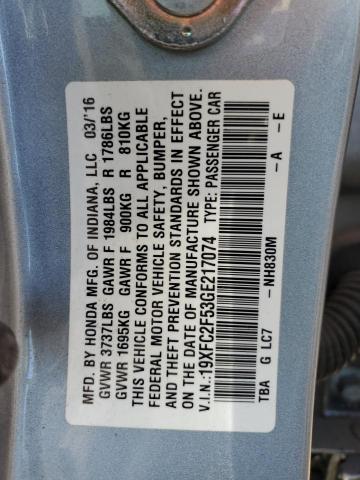 MFD. BY HONDA MFG. OF INDIANA, LLC 03/'16
GVWR 3737LBS GAWR F 1984LBS R 1786LBS
GVWR 1695KG GAWR F 900KG R 810KG
THIS VEHICLE CONFORMS TO ALL APPLICABLE
FEDERAL MOTOR VEHICLE SAFETY, BUMPER,
AND THEFT PREVENTION STANDARDS IN EFFECT
ON THE DATE OF MANUFACTURE SHOWN ABOVE.
V.I.N.:19XFC2F53GE217074 TYPE: PASSENGER CAR
TBA G LC7 -NH830M -A -E